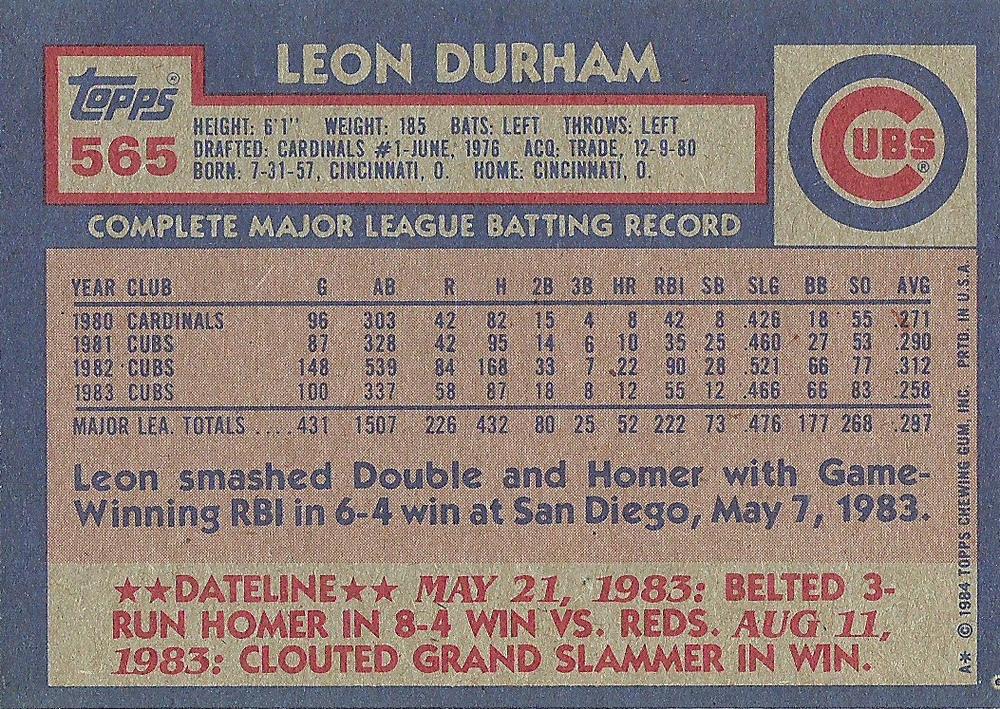 LEON DURHAM
TOPPS®
565
HEIGHT: 6'1" WEIGHT: 185 BATS: LEFT THROWS: LEFT
DRAFTED: CARDINALS #1-JUNE, 1976 ACQ: TRADE, 12-9-80
BORN: 7-31-57, CINCINNATI, O. HOME: CINCINNATI, O.
CUBS®
COMPLETE MAJOR LEAGUE BATTING RECORD
YEAR CLUB G AB R H 2B 3B HR RBI SB SLG BB SO AVG
1980 CARDINALS 96 303 42 82 15 4 8 42 8 .426 18 55 .271
1981 CUBS 87 328 42 95 14 6 10 35 25 .460 27 53 .290
1982 CUBS 148 539 84 168 33 7 22 90 28 .521 66 77 .312
1983 CUBS 100 337 58 87 18 8 12 55 12 .466 66 83 .258
MAJOR LEA. TOTALS ....431 1507 226 432 80 25 52 222 73 .476 177 268 .287
Leon smashed Double and Homer with Game-
Winning RBI in 6-4 win at San Diego, May 7, 1983.
★★DATELINE★★ MAY 21, 1983: BELTED 3-
RUN HOMER IN 8-4 WIN VS. REDS. AUG 11,
1983: CLOUTED GRAND SLAMMER IN WIN.
A* © 1984 TOPPS CHEWING GUM, INC. PRTD. IN U.S.A.